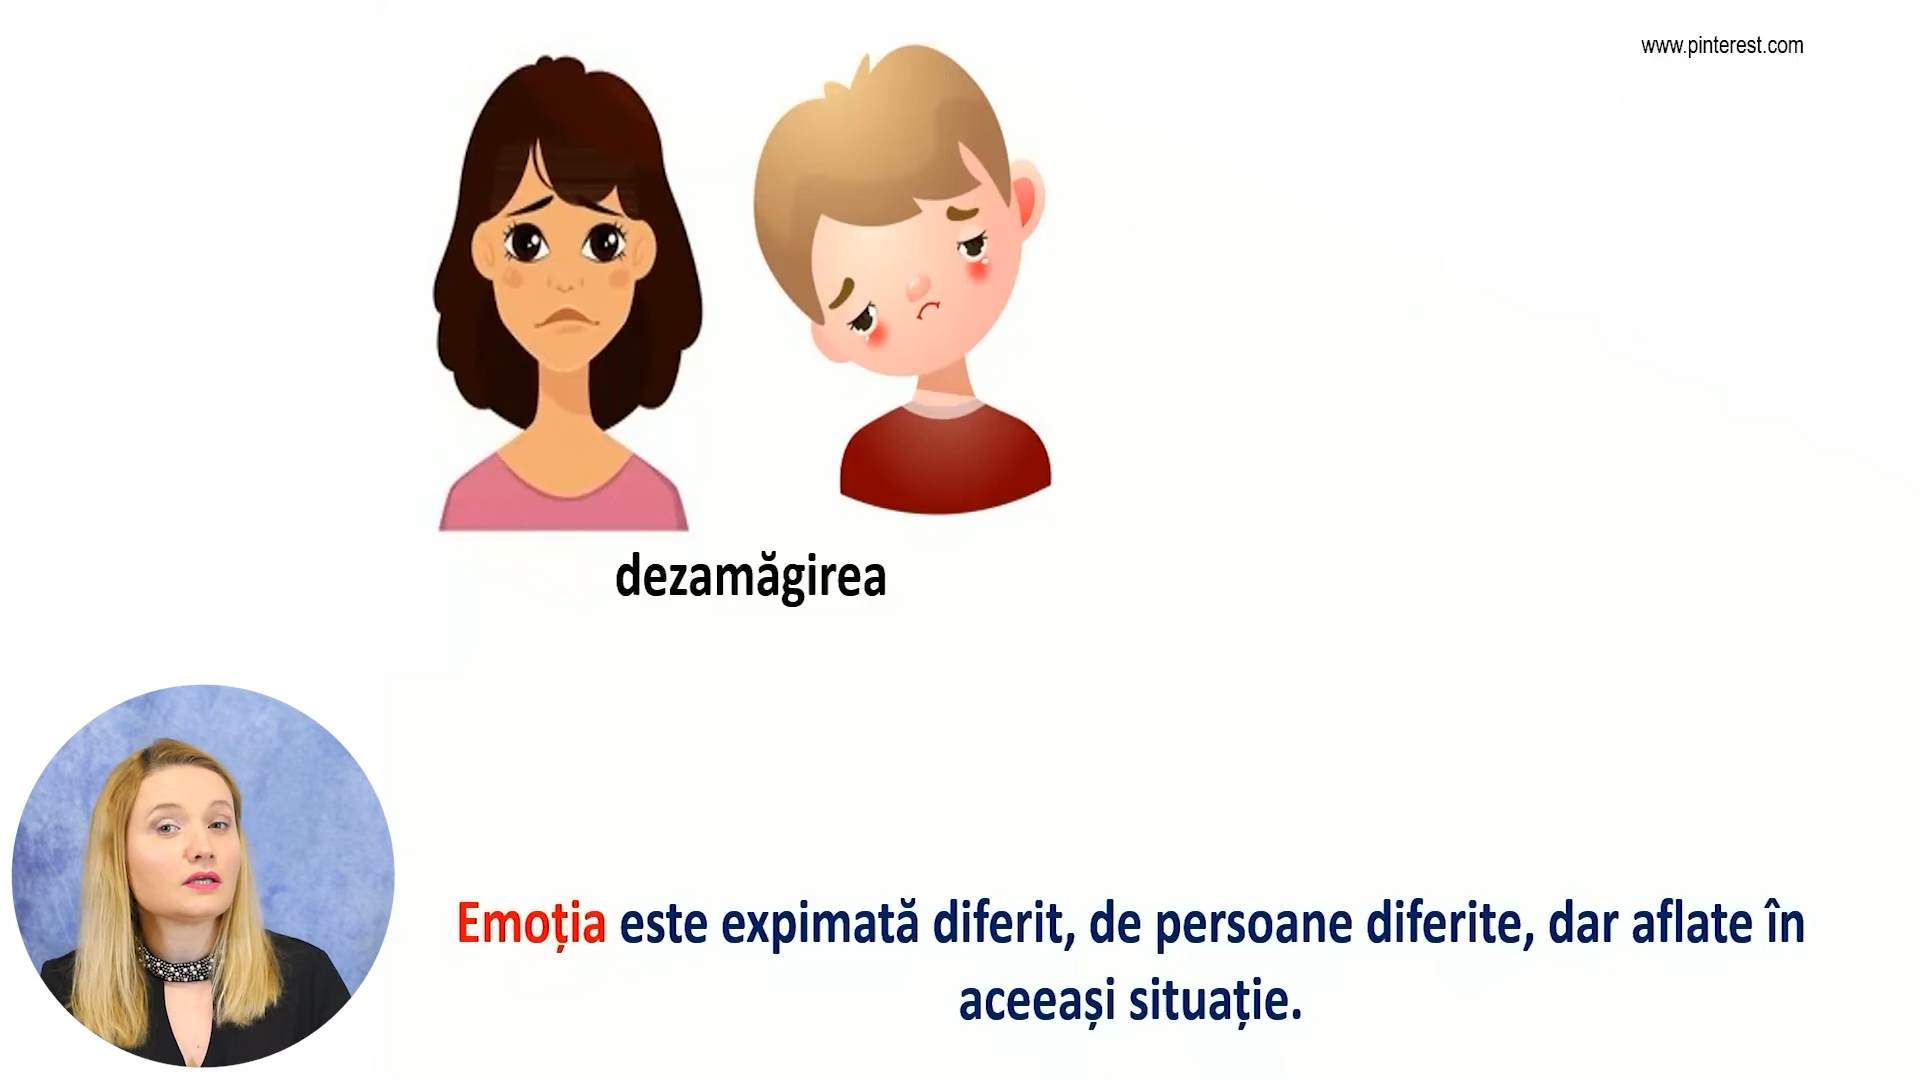 www.pinterest.com
dezamăgirea
Emoția este expimată diferit, de persoane diferite, dar aflate în
aceeași situație.